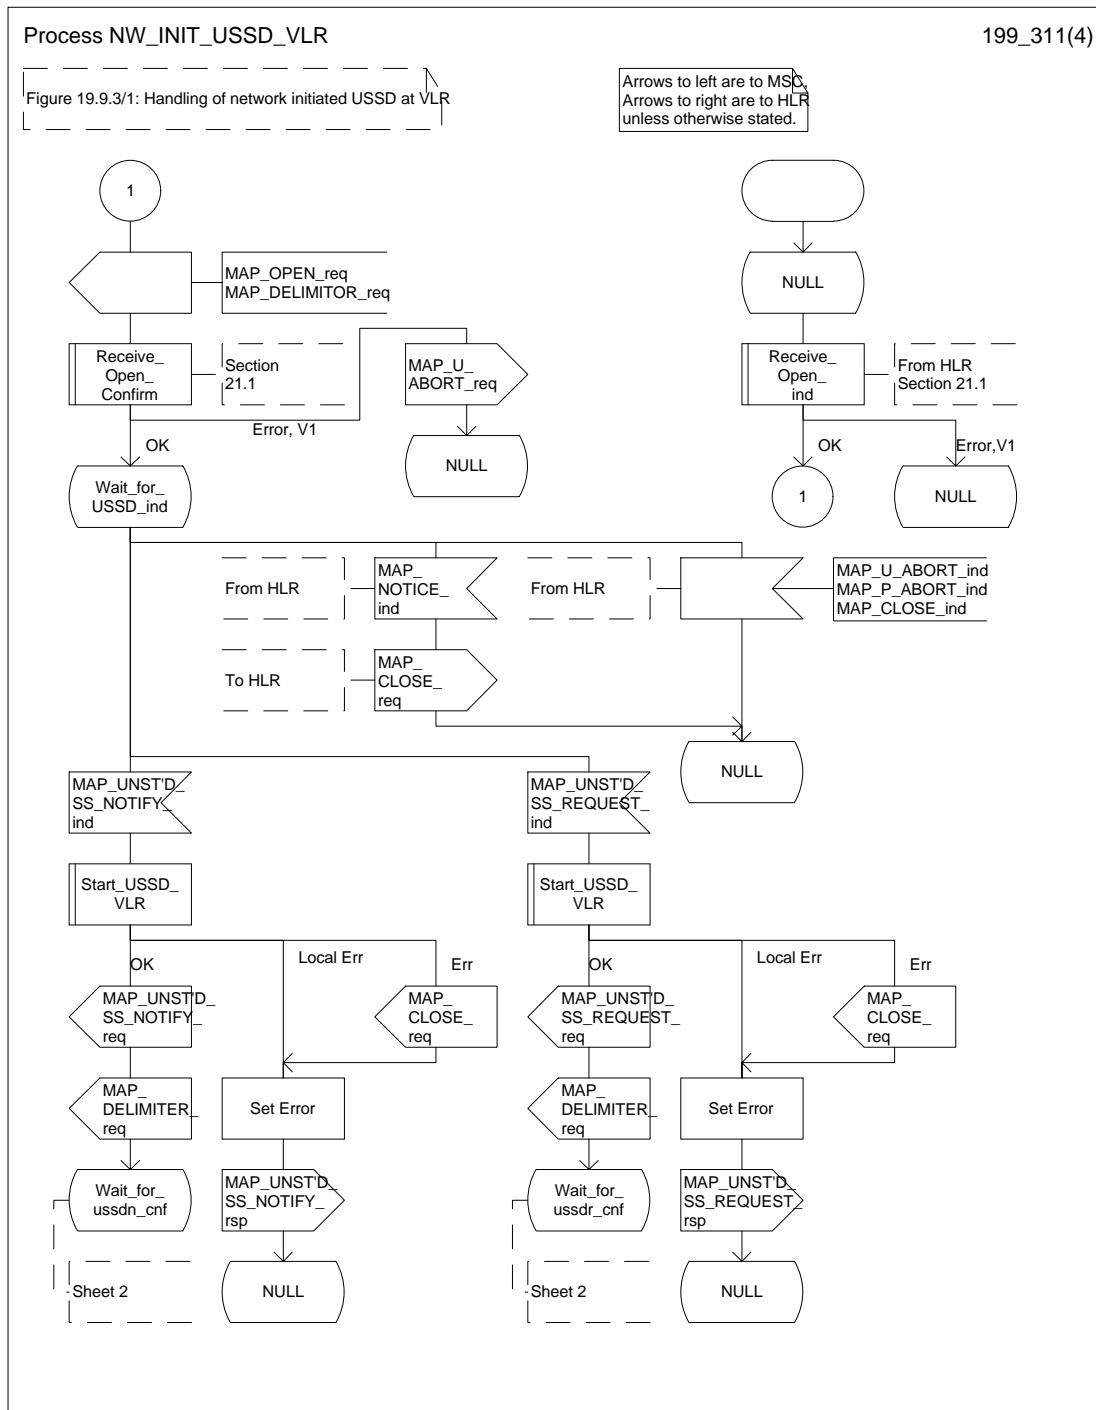 Process NW_INIT_USSD_VLR
199_311(4)
Figure 19.9.3/1: Handling of network initiated USSD at VLR
Arrows to left are to MSC,
Arrows to right are to HLR
unless otherwise stated.
1
MAP_OPEN_req
MAP_DELIMITOR_req
NULL
Receive_
Open_
Confirm
Section
21.1
MAP_U_
ABORT_req
Receive_
Open_
ind
From HLR
Section 21.1
Error, V1
OK
NULL
OK
Error,V1
Wait_for_
USSD_ind
1
NULL
From HLR
MAP_
NOTICE_
ind
From HLR
MAP_U_ABORT_ind
MAP_P_ABORT_ind
MAP_CLOSE_ind
To HLR
MAP_
CLOSE_
req
NULL
MAP_UNST'D_
SS_NOTIFY_
ind
MAP_UNST'D_
SS_REQUEST_
ind
Start_USSD_
VLR
Start_USSD_
VLR
OK
Local Err
Err
OK
Local Err
Err
MAP_UNST'D_
SS_NOTIFY_
req
MAP_
CLOSE_
req
MAP_UNST'D_
SS_REQUEST_
req
MAP_
CLOSE_
req
MAP_
DELIMITER_
req
Set Error
MAP_
DELIMITER_
req
Set Error
Wait_for_
ussdn_cnf
MAP_UNST'D_
SS_NOTIFY_
rsp
Wait_for_
ussdr_cnf
MAP_UNST'D_
SS_REQUEST_
rsp
Sheet 2
NULL
Sheet 2
NULL